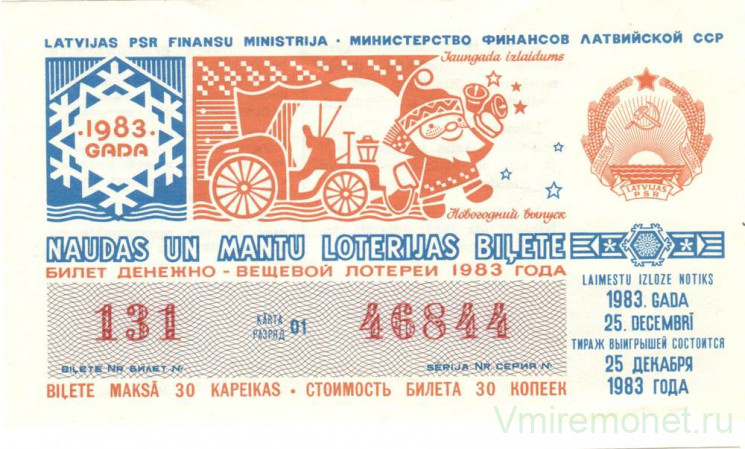 LATVIJAS PSR FINANSU MINISTRIJA · МИНИСТЕРСТВО ФИНАНСОВ ЛАТВИЙСКОЙ ССР
Jaungada izlaidums
·1983·
GADA
LATVIJAS
PSR
Новогодний выпуск
NAUDAS UN MANTU LOTERIJAS BIĻETE
БИЛЕТ ДЕНЕЖНО-ВЕЩЕВОЙ ЛОТЕРЕИ 1983 ГОДА
131
KĀRTA
РАЗРЯД 01
46844
BIĻETE NR БИЛЕТ №
SĒRIJA NR СЕРИЯ №
BIĻETE MAKSĀ 30 KAPEIKAS · СТОИМОСТЬ БИЛЕТА 30 КОПЕЕК
LAIMESTU IZLOZE NOTIKS
1983. GADA
25. DECEMBRĪ
ТИРАЖ ВЫИГРЫШЕЙ СОСТОИТСЯ
25 ДЕКАБРЯ
1983 ГОДА
Vmiremonet.ru